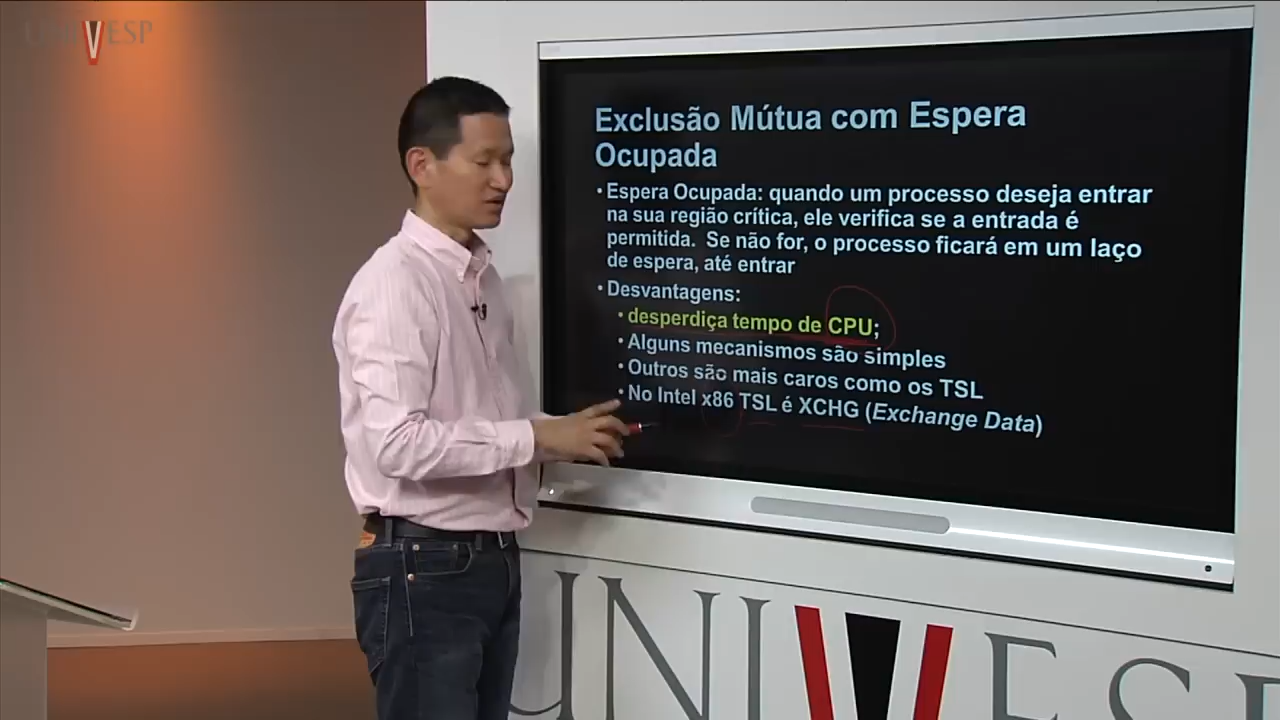 UNIVESP
Exclusão Mútua com Espera
Ocupada
• Espera Ocupada: quando um processo deseja entrar
na sua região crítica, ele verifica se a entrada é
permitida. Se não for, o processo ficará em um laço
de espera, até entrar
• Desvantagens:
• desperdiça tempo de CPU;
• Alguns mecanismos são simples
• Outros são mais caros como os TSL
• No Intel x86 TSL é XCHG (Exchange Data)
UNIVESP